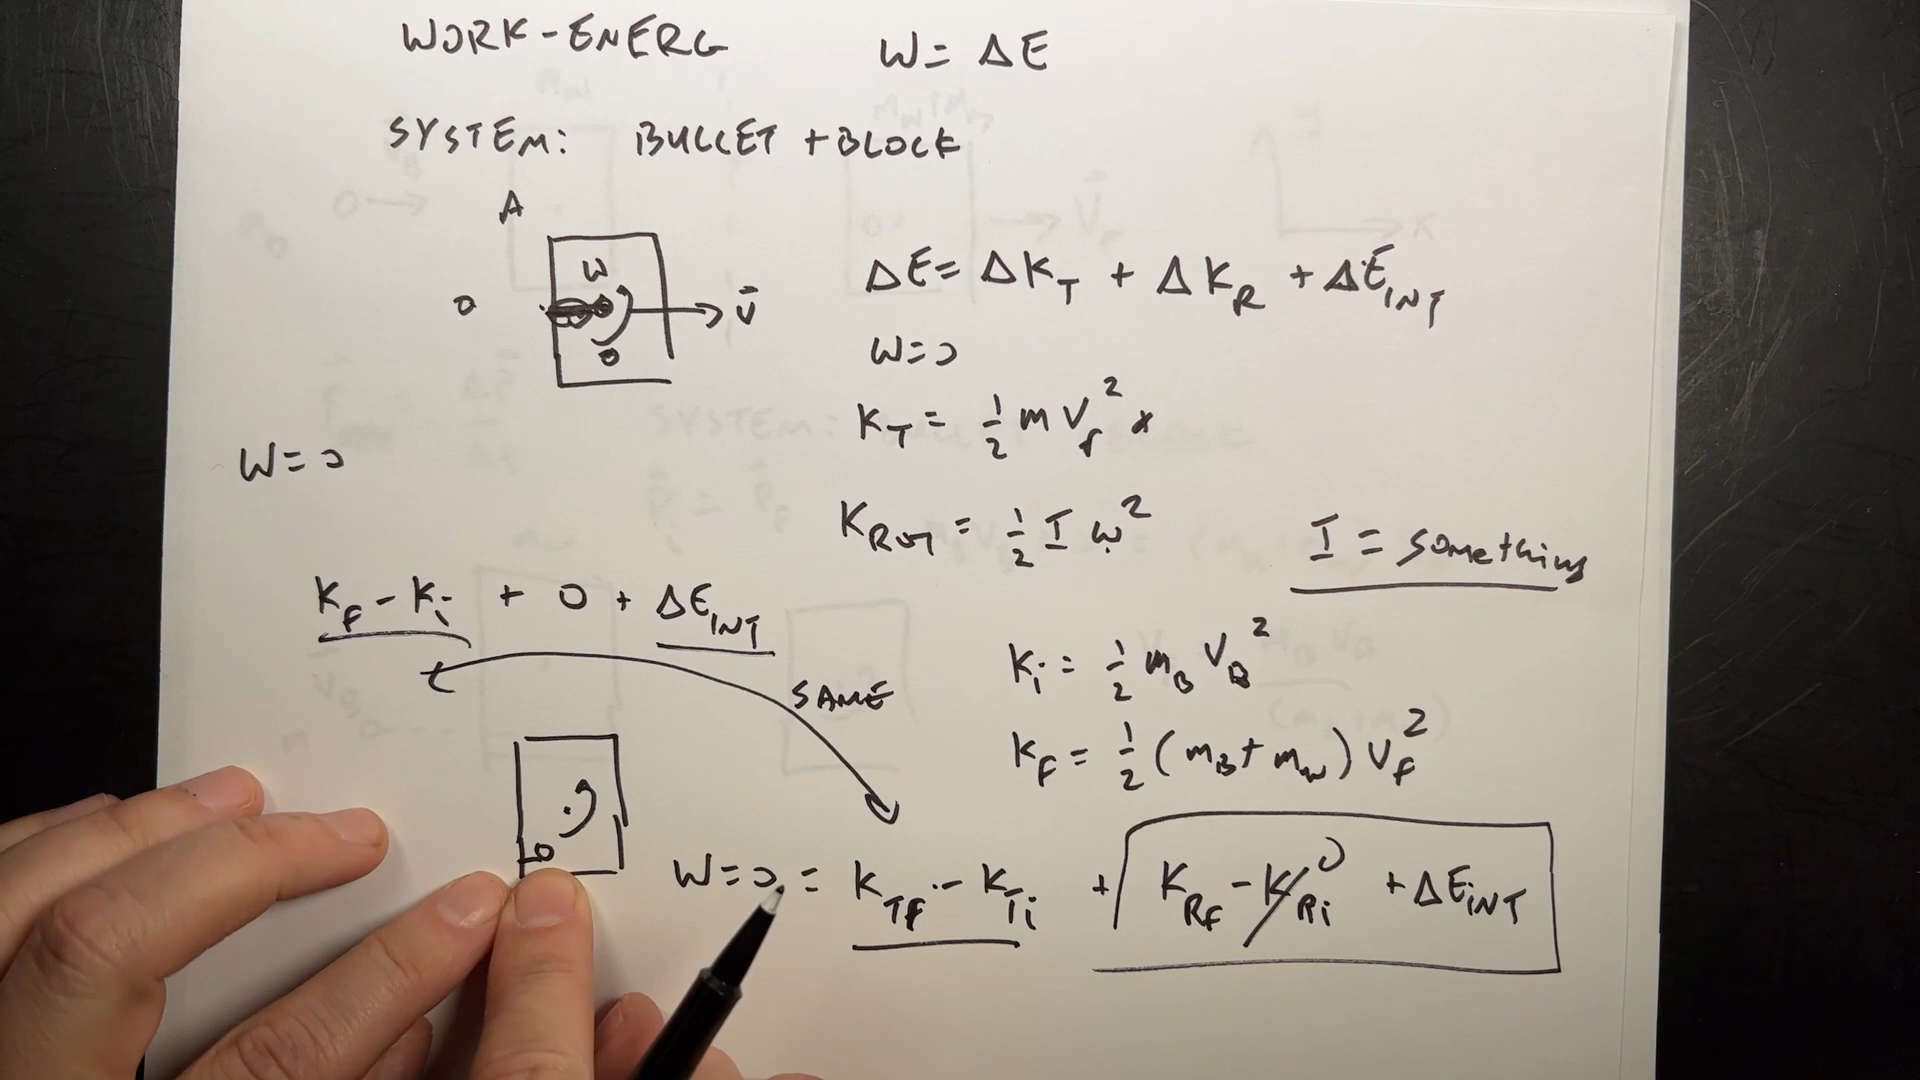 WORK-ENERG W = ΔE
SYSTEM: BULLET + BLOCK
A
W
v⃗
ΔE = ΔK_T + ΔK_R + ΔE_INT
W = 0
K_T = 1/2 m V_f^2
W = 0
K_ROT = 1/2 I ω^2
I = something
K_F - K_i + 0 + ΔE_INT
SAME
K_i = 1/2 m_B V_B^2
K_F = 1/2 (m_B + m_W) V_f^2
W = 0 = K_TF - K_Ti + K_RF - K_Ri 0 + ΔE_INT